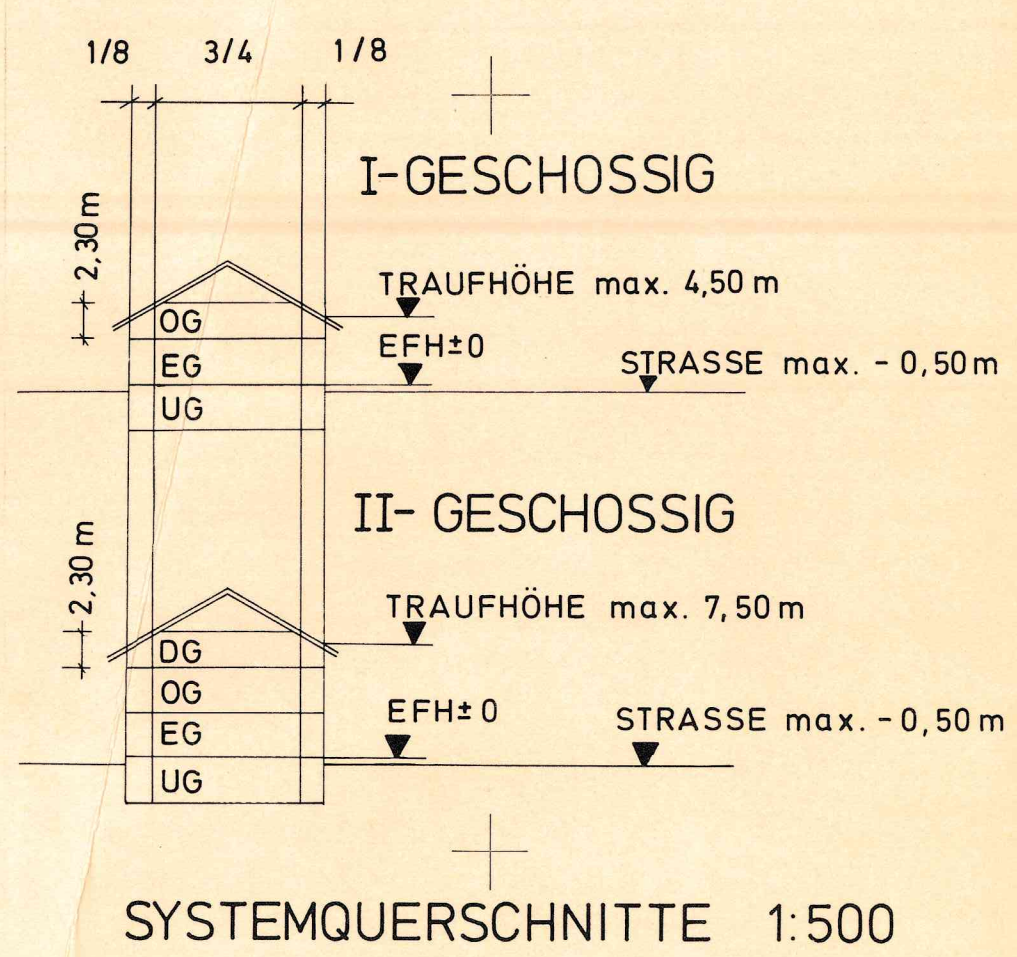 1/8 3/4 1/8
I-GESCHOSSIG
2,30m
TRAUFHÖHE max. 4,50 m
OG
EFH±0
EG
STRASSE max. - 0,50m
UG
II- GESCHOSSIG
2,30 m
TRAUFHÖHE max. 7,50 m
DG
OG
EFH± 0
STRASSE max. - 0,50 m
EG
UG
SYSTEMQUERSCHNITTE 1:500